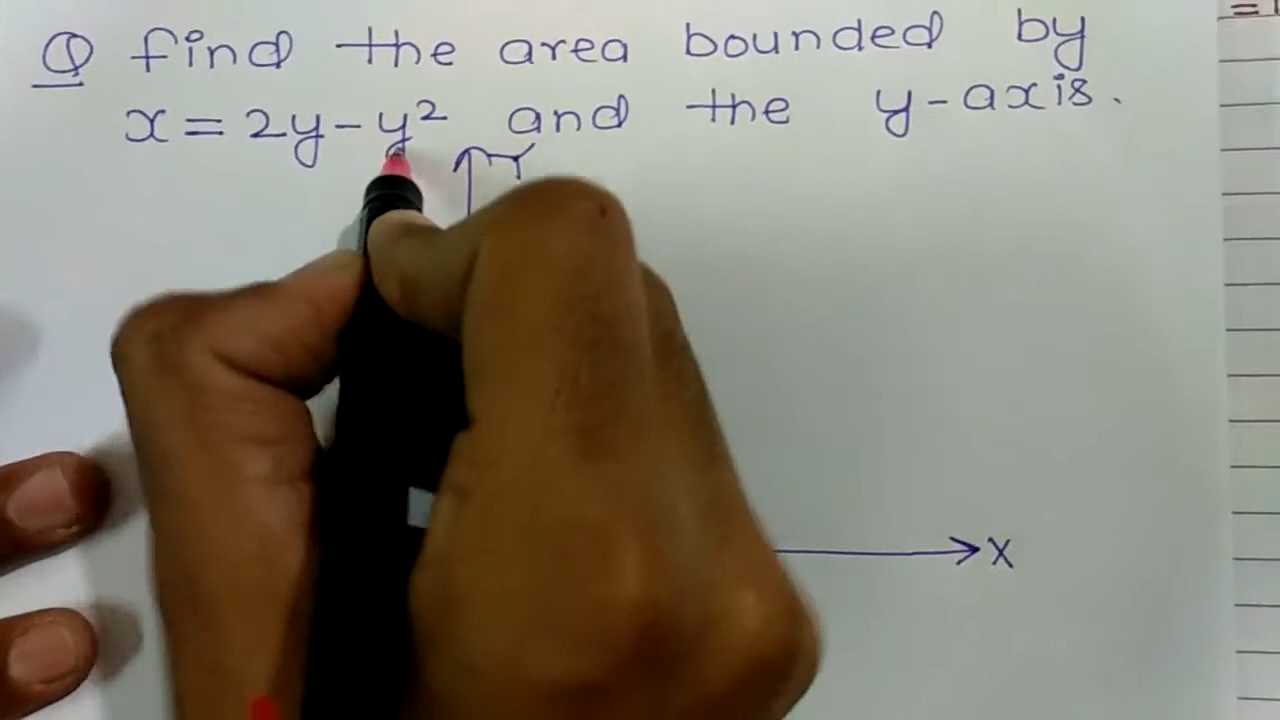 Q find the area bounded by
x = 2y - y² and the y-axis.
Y
X